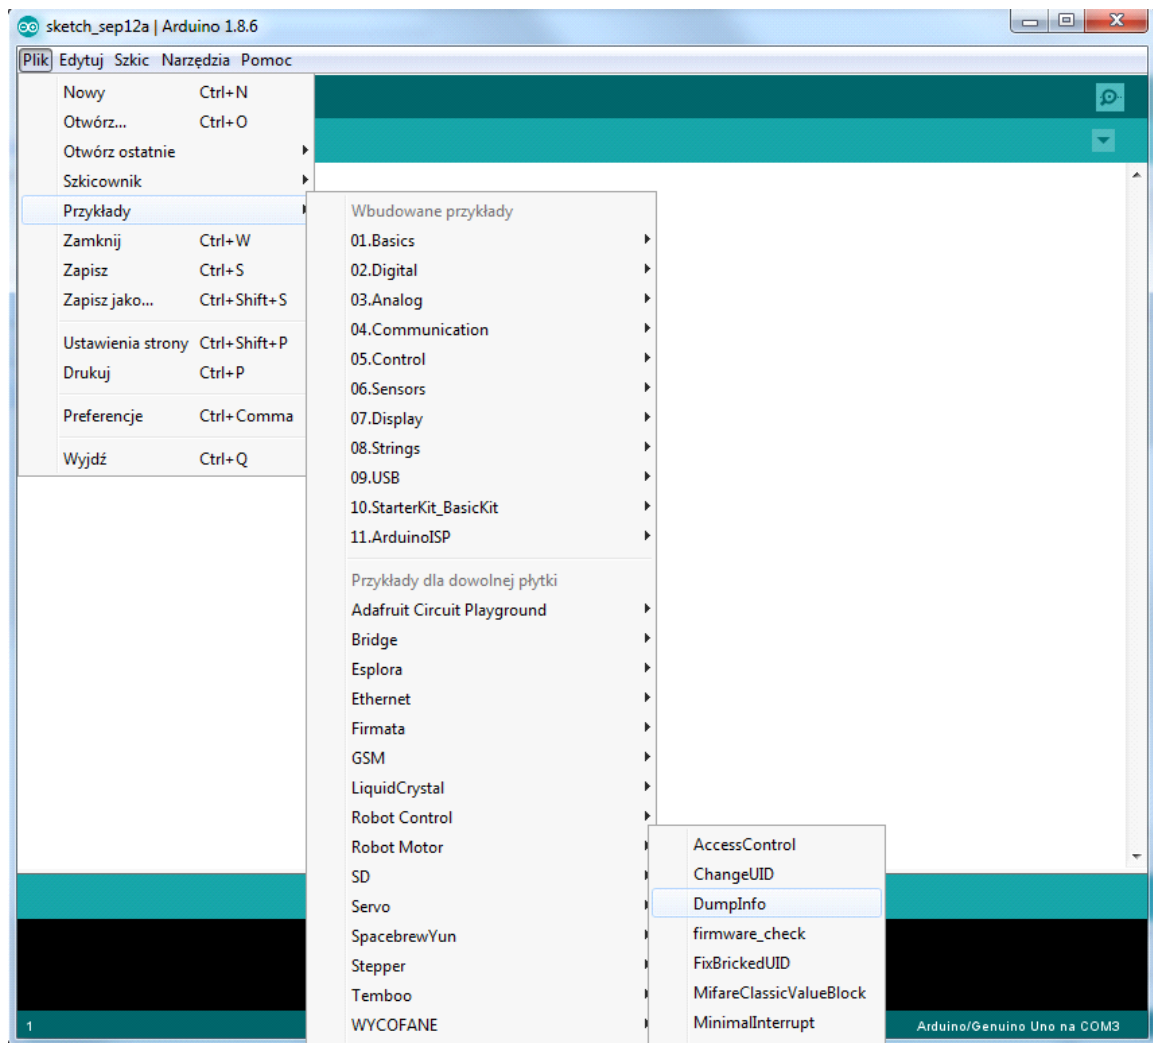 sketch_sep12a | Arduino 1.8.6
Plik Edytuj Szkic Narzędzia Pomoc
Nowy Ctrl+N
Otwórz... Ctrl+O
Otwórz ostatnie
Szkicownik
Przykłady
Zamknij Ctrl+W
Zapisz Ctrl+S
Zapisz jako... Ctrl+Shift+S
Ustawienia strony Ctrl+Shift+P
Drukuj Ctrl+P
Preferencje Ctrl+Comma
Wyjdź Ctrl+Q
Wbudowane przykłady
01.Basics
02.Digital
03.Analog
04.Communication
05.Control
06.Sensors
07.Display
08.Strings
09.USB
10.StarterKit_BasicKit
11.ArduinoISP
Przykłady dla dowolnej płytki
Adafruit Circuit Playground
Bridge
Esplora
Ethernet
Firmata
GSM
LiquidCrystal
Robot Control
Robot Motor
SD
Servo
SpacebrewYun
Stepper
Temboo
WYCOFANE
AccessControl
ChangeUID
DumpInfo
firmware_check
FixBrickedUID
MifareClassicValueBlock
MinimalInterrupt
1
Arduino/Genuino Uno na COM3